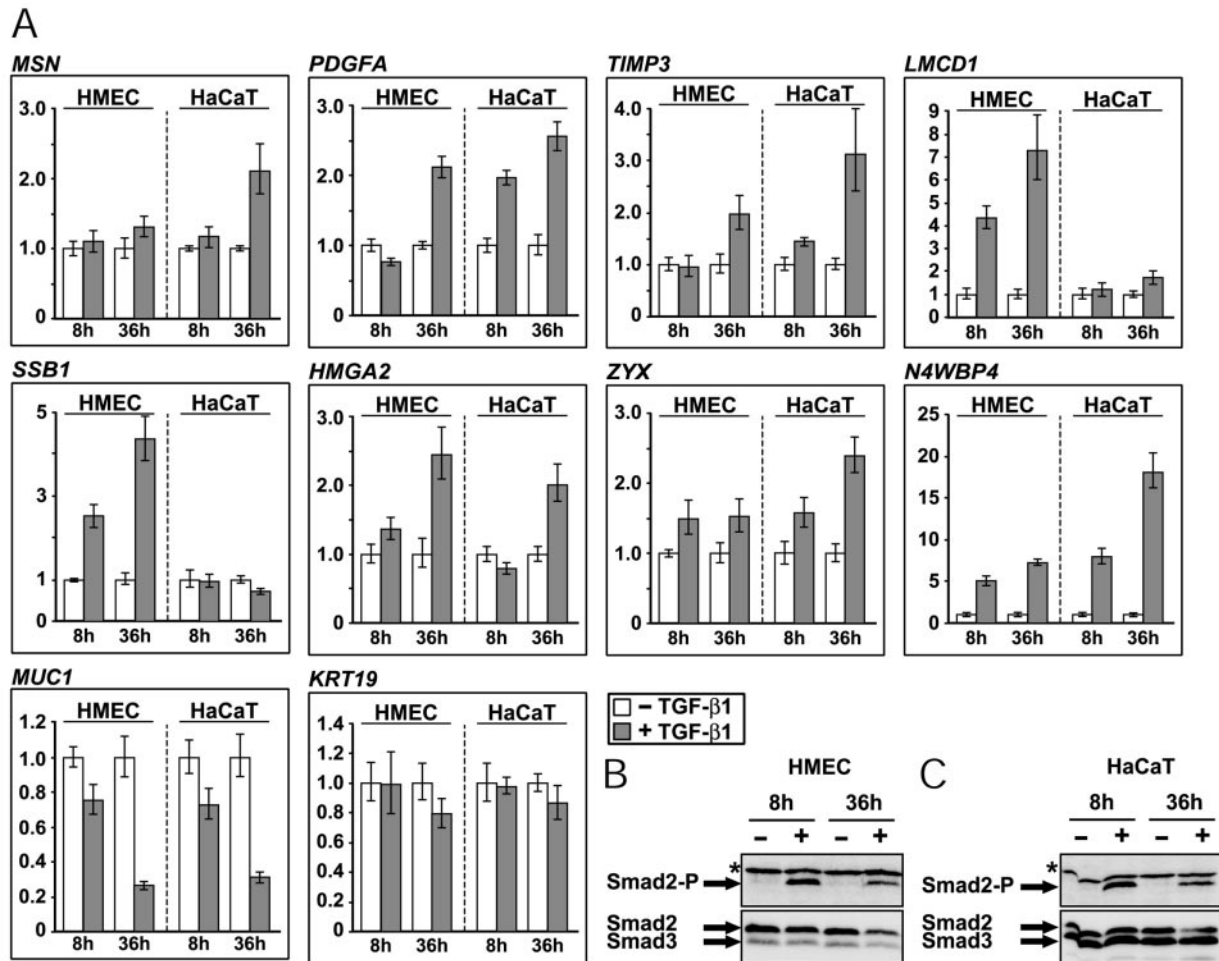 A
MSN
HMEC HaCaT
3.0
2.0
1.0
0
8h 36h 8h 36h
PDGFA
HMEC HaCaT
3.0
2.0
1.0
0
8h 36h 8h 36h
TIMP3
HMEC HaCaT
4.0
3.0
2.0
1.0
0
8h 36h 8h 36h
LMCD1
HMEC HaCaT
9
8
7
6
5
4
3
2
1
0
8h 36h 8h 36h
SSB1
HMEC HaCaT
5
3
1
0
8h 36h 8h 36h
HMGA2
HMEC HaCaT
3.0
2.0
1.0
0
8h 36h 8h 36h
ZYX
HMEC HaCaT
3.0
2.0
1.0
0
8h 36h 8h 36h
N4WBP4
HMEC HaCaT
25
20
15
10
5
0
8h 36h 8h 36h
MUC1
HMEC HaCaT
1.2
1.0
0.8
0.6
0.4
0.2
0
8h 36h 8h 36h
KRT19
HMEC HaCaT
1.4
1.2
1.0
0.8
0.6
0.4
0.2
0
8h 36h 8h 36h
– TGF-β1
+ TGF-β1
B
HMEC
8h 36h
– + – +
*
Smad2-P
Smad2
Smad3
C
HaCaT
8h 36h
– + – +
*
Smad2-P
Smad2
Smad3